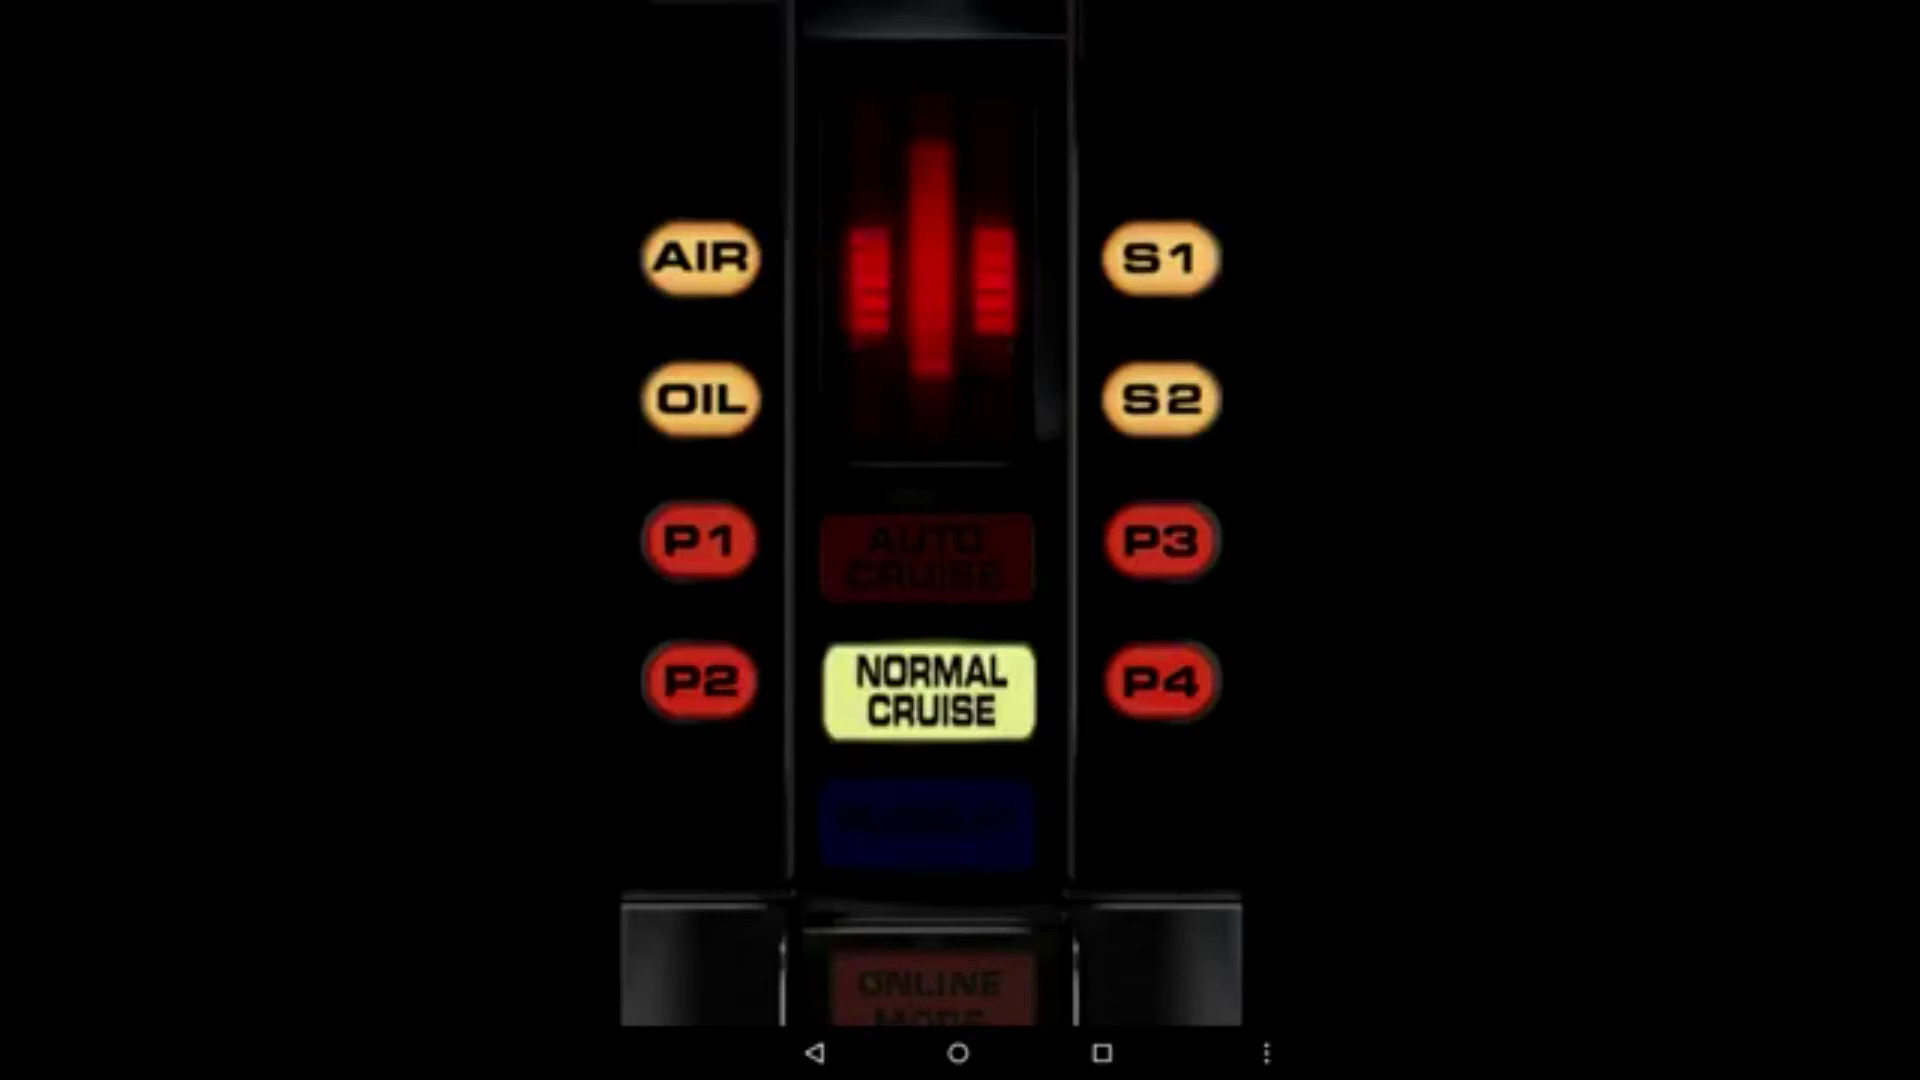 AIR
S1
OIL
S2
P1
AUTO
CRUISE
P3
P2
NORMAL
CRUISE
P4
ONLINE